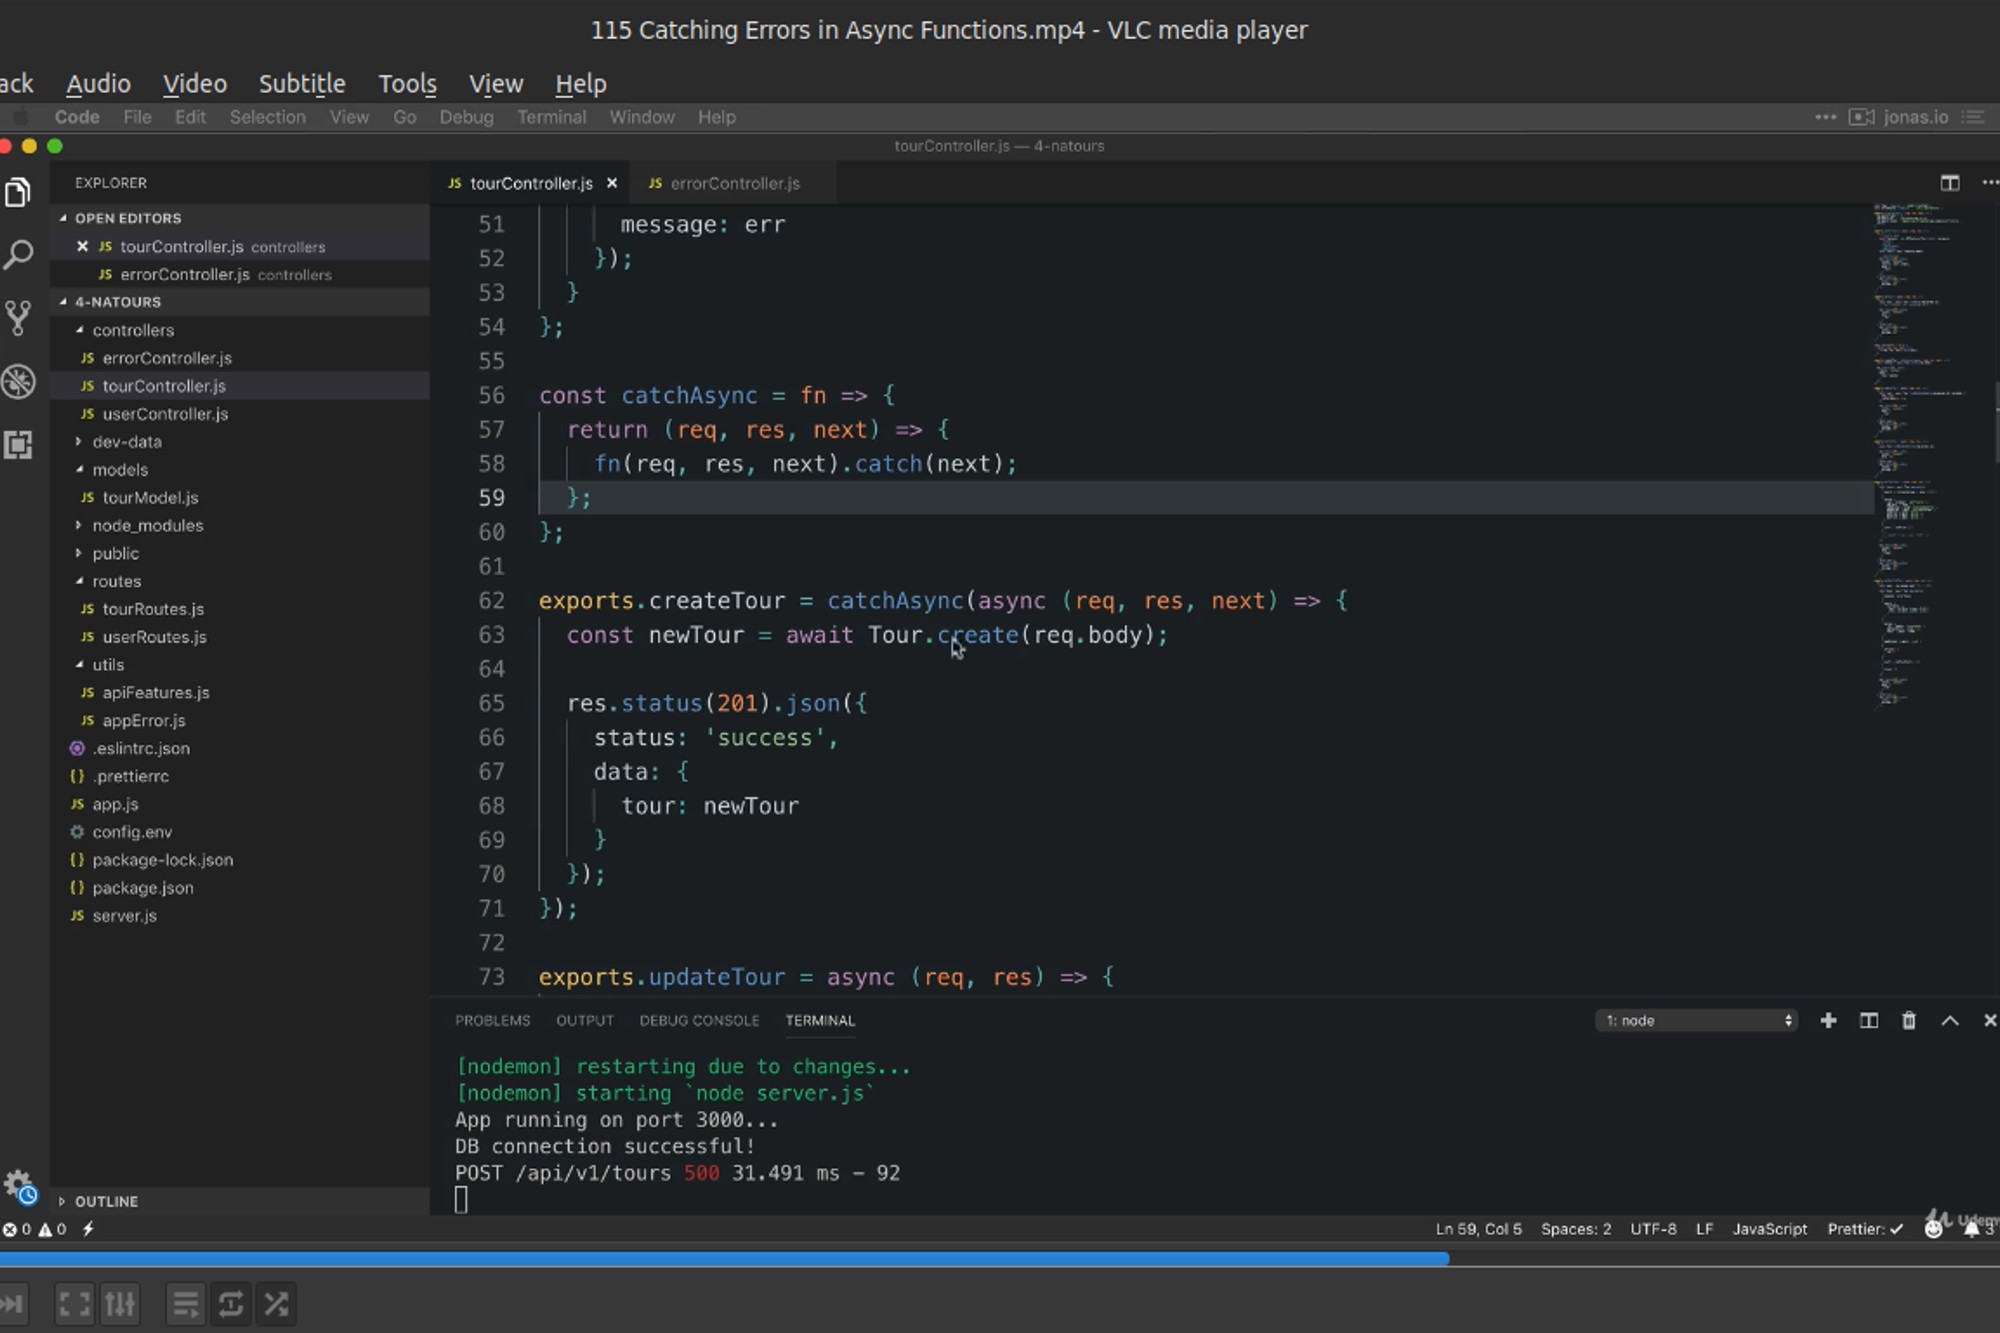 115 Catching Errors in Async Functions.mp4 - VLC media player
ack Audio Video Subtitle Tools View Help
Code File Edit Selection View Go Debug Terminal Window Help ••• jonas.io
tourController.js — 4-natours
EXPLORER
JS tourController.js × JS errorController.js
OPEN EDITORS
× JS tourController.js controllers
JS errorController.js controllers
4-NATOURS
controllers
JS errorController.js
JS tourController.js
JS userController.js
dev-data
models
JS tourModel.js
node_modules
public
routes
JS tourRoutes.js
JS userRoutes.js
utils
JS apiFeatures.js
JS appError.js
.eslintrc.json
{} .prettierrc
JS app.js
config.env
{} package-lock.json
{} package.json
JS server.js
OUTLINE
51 message: err
52 });
53 }
54 };
55
56 const catchAsync = fn => {
57 return (req, res, next) => {
58 fn(req, res, next).catch(next);
59 };
60 };
61
62 exports.createTour = catchAsync(async (req, res, next) => {
63 const newTour = await Tour.create(req.body);
64
65 res.status(201).json({
66 status: 'success',
67 data: {
68 tour: newTour
69 }
70 });
71 });
72
73 exports.updateTour = async (req, res) => {
PROBLEMS OUTPUT DEBUG CONSOLE TERMINAL 1: node
[nodemon] restarting due to changes...
[nodemon] starting `node server.js`
App running on port 3000...
DB connection successful!
POST /api/v1/tours 500 31.491 ms - 92
0 0 Ln 59, Col 5 Spaces: 2 UTF-8 LF JavaScript Prettier: ✓ 3